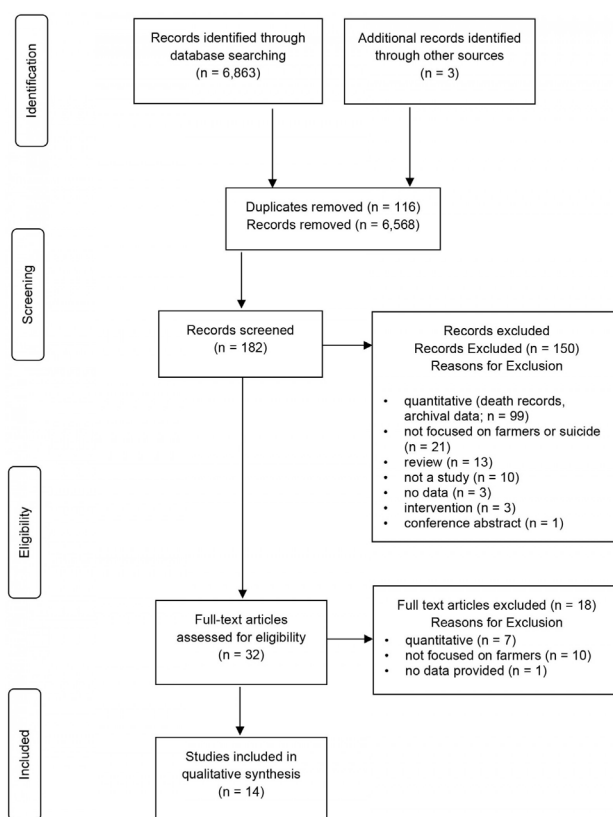 Identification
Records identified through
database searching
(n = 6,863)
Additional records identified
through other sources
(n = 3)
Duplicates removed (n = 116)
Records removed (n = 6,568)
Screening
Records screened
(n = 182)
Records excluded
Records Excluded (n = 150)
Reasons for Exclusion
• quantitative (death records,
archival data; n = 99)
• not focused on farmers or suicide
(n = 21)
• review (n = 13)
• not a study (n = 10)
• no data (n = 3)
• intervention (n = 3)
• conference abstract (n = 1)
Eligibility
Full-text articles
assessed for eligibility
(n = 32)
Full text articles excluded (n = 18)
Reasons for Exclusion
• quantitative (n = 7)
• not focused on farmers (n = 10)
• no data provided (n = 1)
Included
Studies included in
qualitative synthesis
(n = 14)